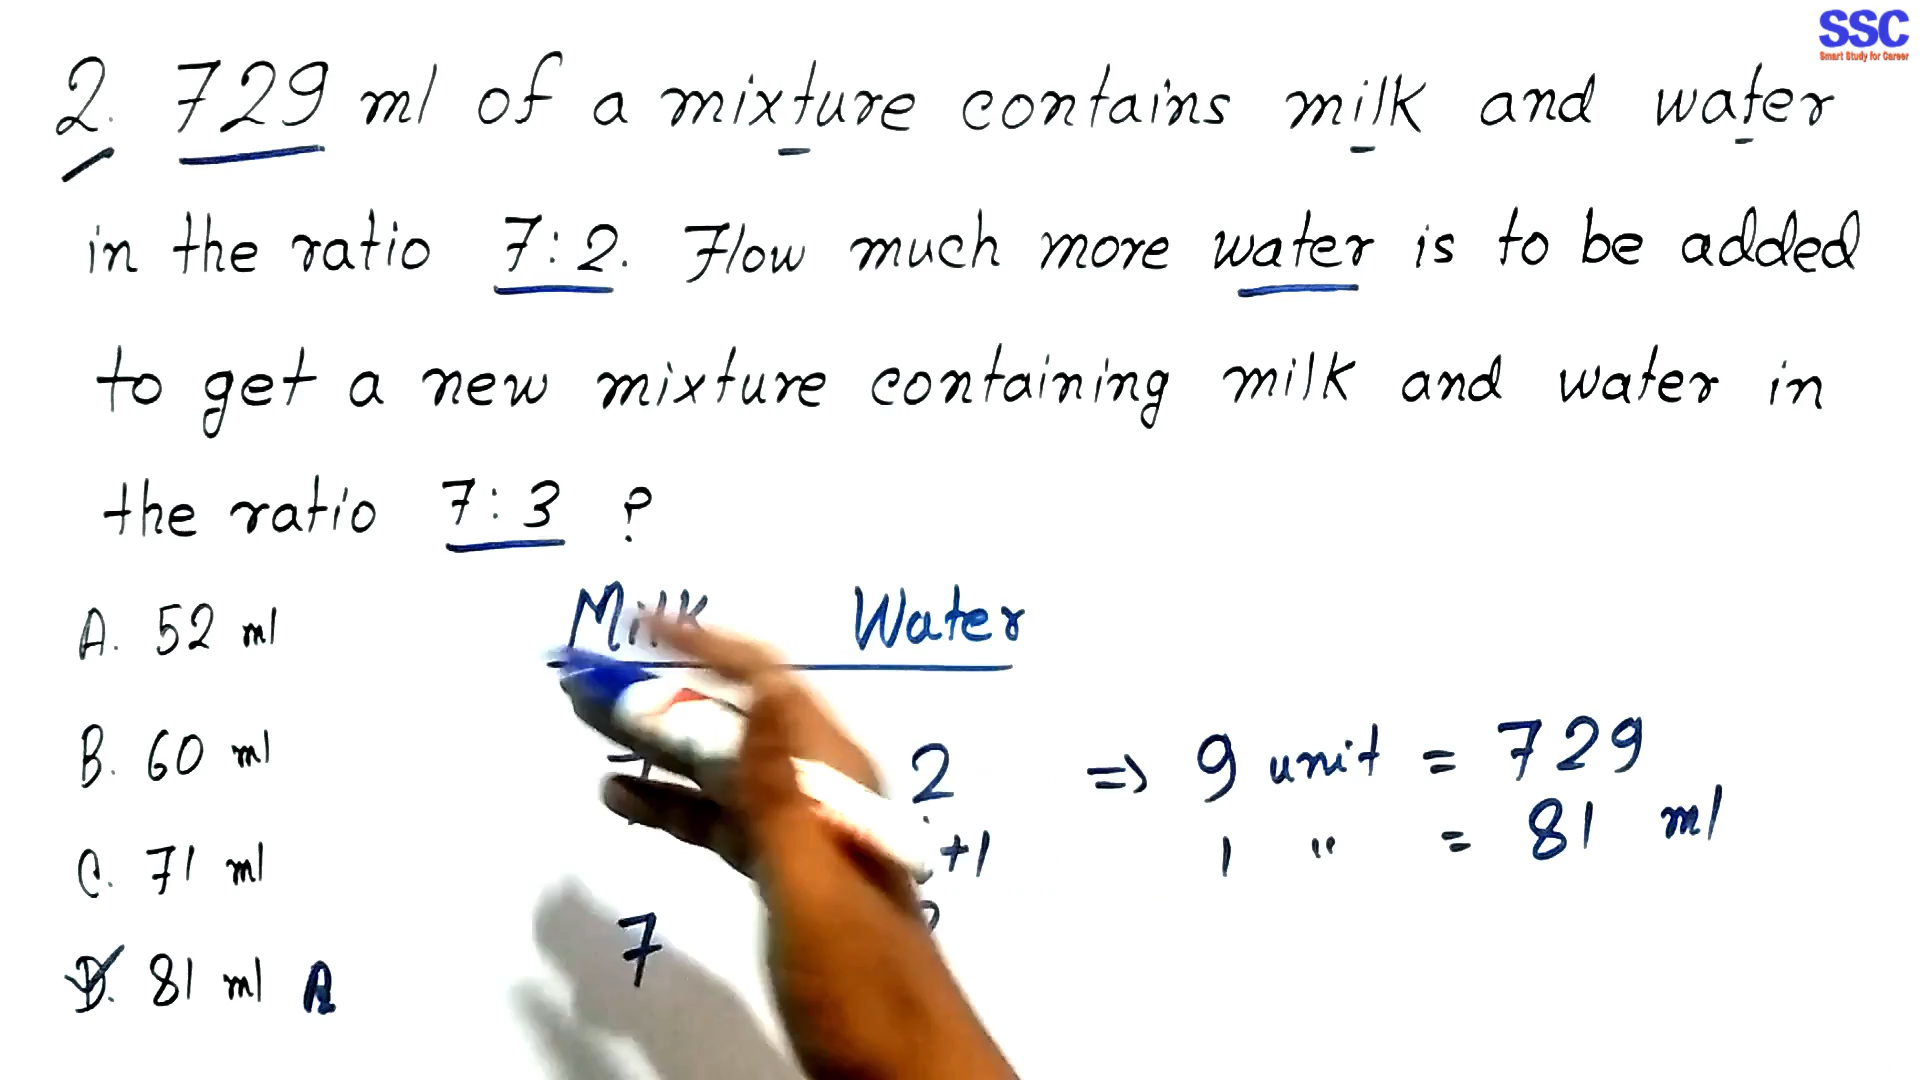 SSC
Smart Study for Career
2. 729 ml of a mixture contains milk and water
in the ratio 7:2. How much more water is to be added
to get a new mixture containing milk and water in
the ratio 7:3 ?
Milk Water
A. 52 ml
B. 60 ml
2 => 9 unit = 729
+1 1 " = 81 ml
C. 71 ml
7
D. 81 ml A